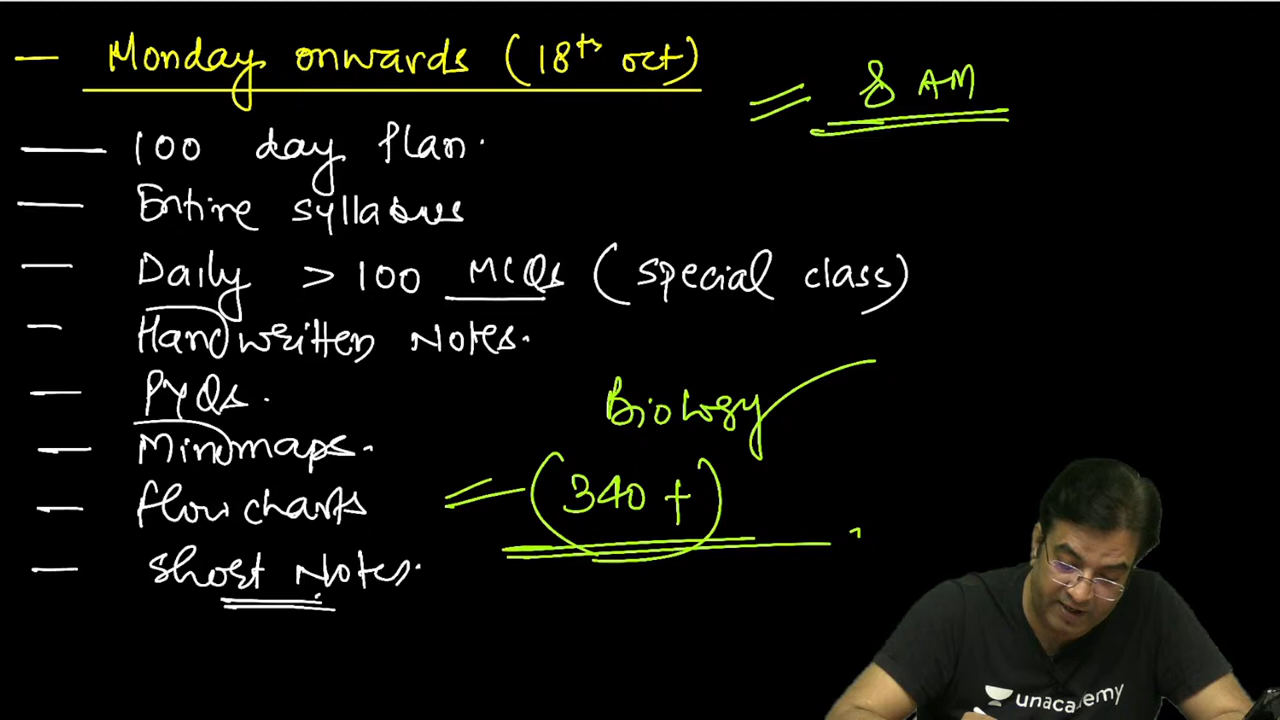 — Monday onwards (18th oct)
= 8 AM
— 100 day Plan.
— Entire syllabus
— Daily > 100 MCQs (special class)
- Handwritten Notes.
— PYQs.
Biology
— Mindmaps.
— flowcharts
= (340 +)
— short Notes.
unacademy